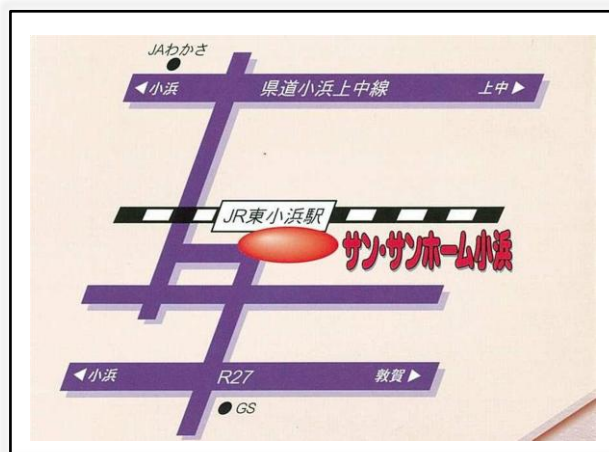 JAわかさ
◀小浜 県道小浜上中線 上中▶
JR東小浜駅
サン・サンホーム小浜
◀小浜 R27 敦賀▶
GS